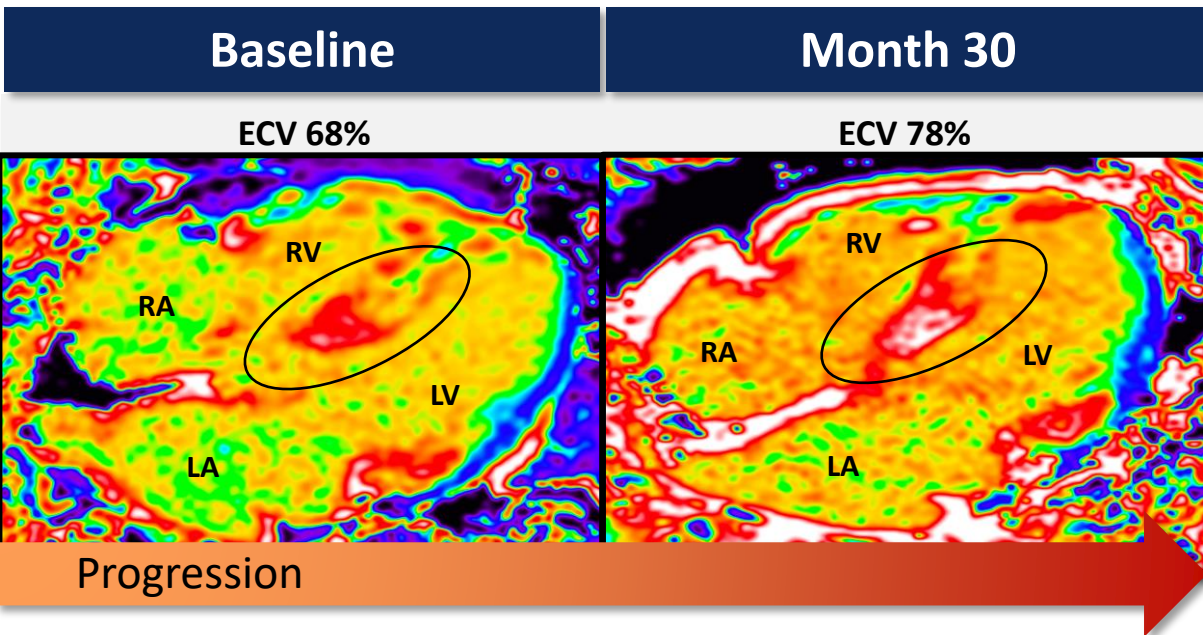 Baseline
Month 30
ECV 68%
ECV 78%
RV
RA
LV
LA
RV
RA
LV
LA
Progression